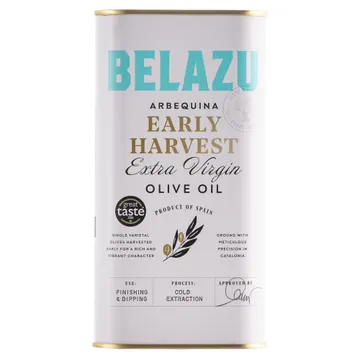 BELAZU
ARBEQUINA
EARLY
HARVEST
Extra Virgin
OLIVE OIL
PRODUCT OF SPAIN
great
taste
SINGLE VARIETAL
OLIVES HARVESTED
EARLY FOR A RICH AND
VIBRANT CHARACTER
GROUND WITH
METICULOUS
PRECISION IN
CATALONIA
USE:
FINISHING
& DIPPING
PROCESS:
COLD
EXTRACTION
APPROVED BY